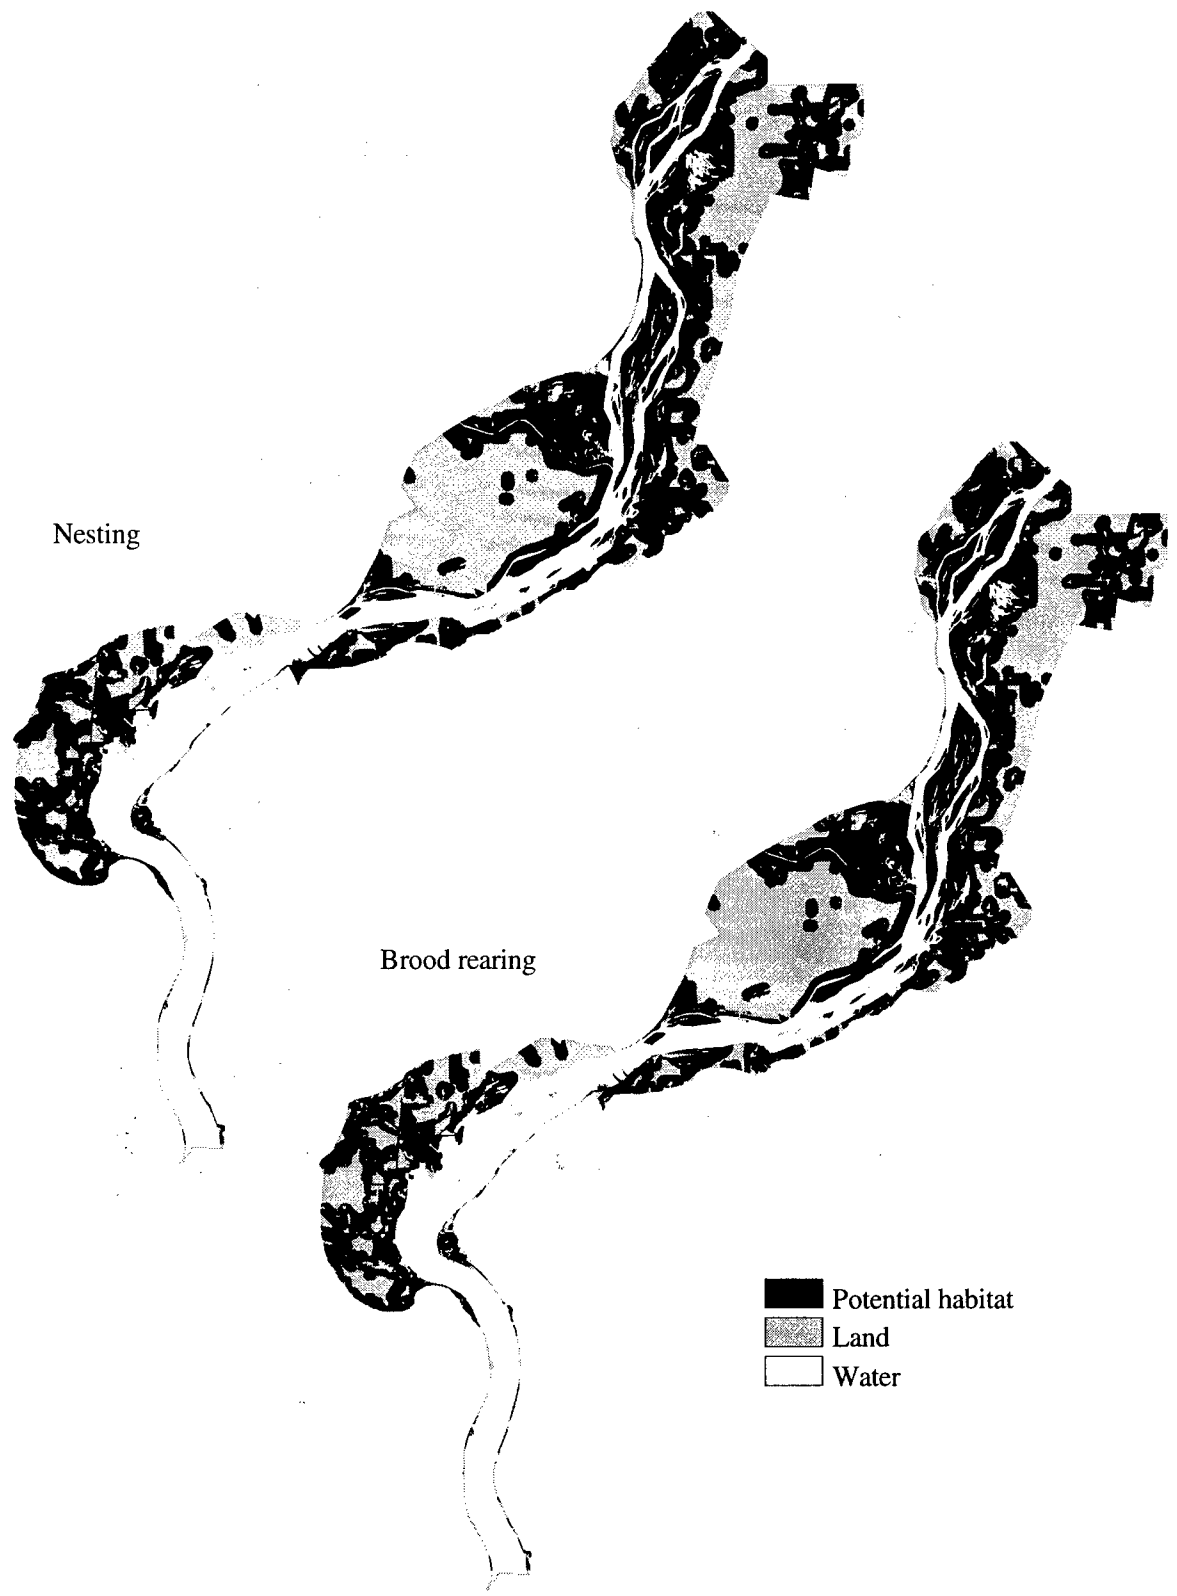 Nesting
Brood rearing
Potential habitat
Land
Water